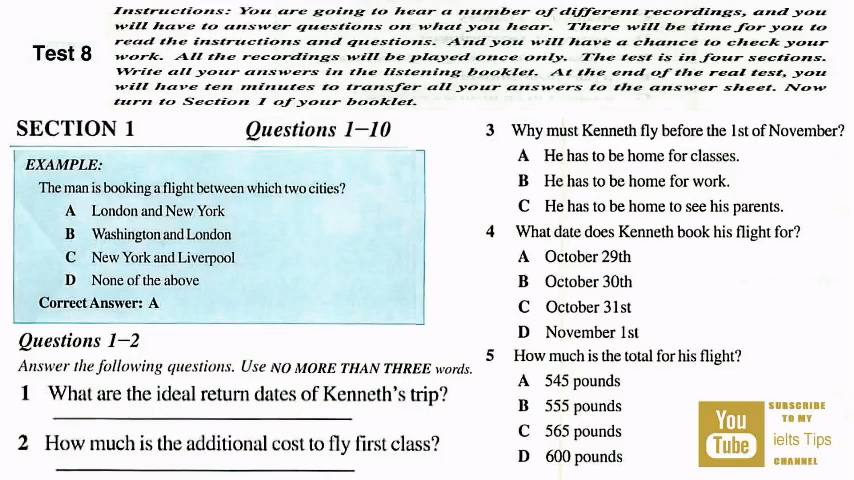 Test 8
Instructions: You are going to hear a number of different recordings, and you
will have to answer questions on what you hear. There will be time for you to
read the instructions and questions. And you will have a chance to check your
work. All the recordings will be played once only. The test is in four sections.
Write all your answers in the listening booklet. At the end of the real test, you
will have ten minutes to transfer all your answers to the answer sheet. Now
turn to Section 1 of your booklet.
SECTION 1 Questions 1–10
EXAMPLE:
The man is booking a flight between which two cities?
A London and New York
B Washington and London
C New York and Liverpool
D None of the above
Correct Answer: A
Questions 1–2
Answer the following questions. Use NO MORE THAN THREE words.
1 What are the ideal return dates of Kenneth's trip?
2 How much is the additional cost to fly first class?
3 Why must Kenneth fly before the 1st of November?
A He has to be home for classes.
B He has to be home for work.
C He has to be home to see his parents.
4 What date does Kenneth book his flight for?
A October 29th
B October 30th
C October 31st
D November 1st
5 How much is the total for his flight?
A 545 pounds
B 555 pounds
C 565 pounds
D 600 pounds
You
Tube
SUBSCRIBE
TO MY
ielts Tips
CHANNEL